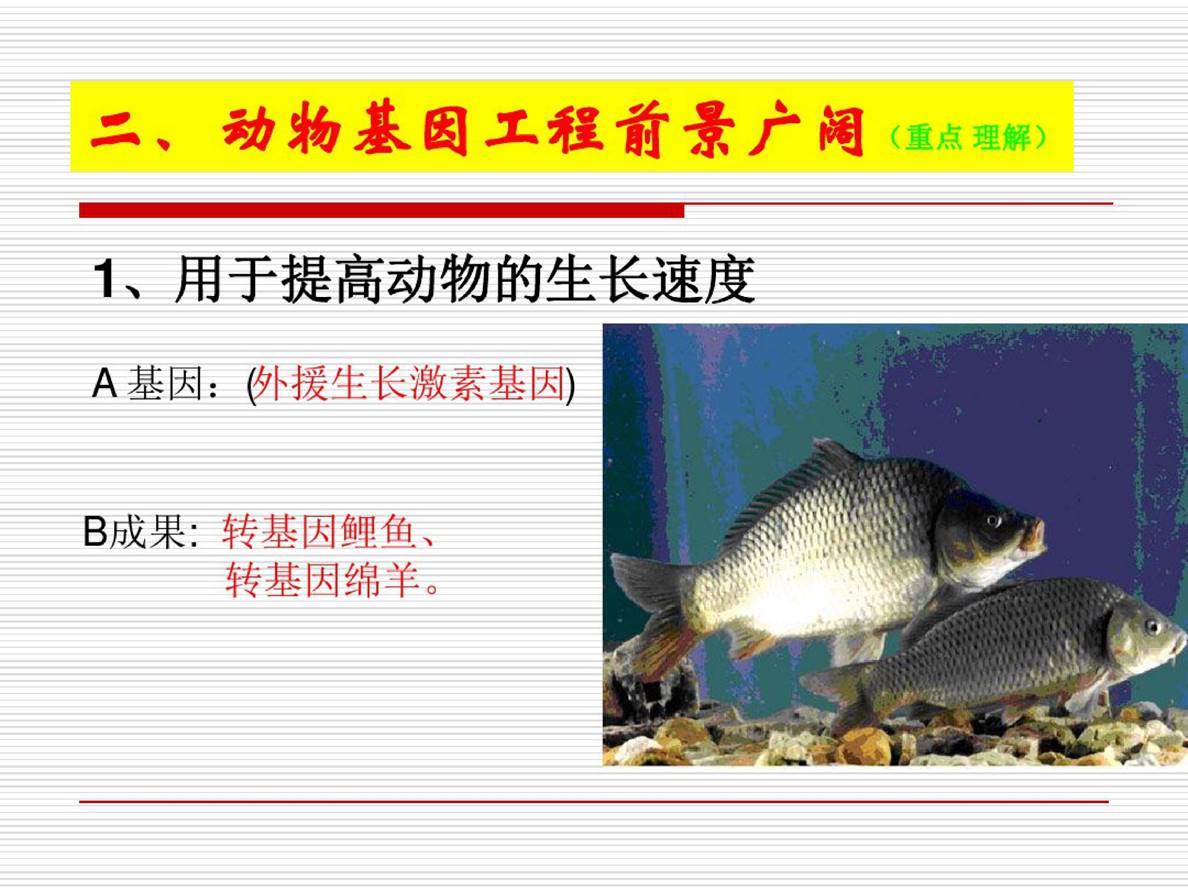 二、动物基因工程前景广阔（重点 理解）
1、用于提高动物的生长速度
A 基因：(外援生长激素基因)
B成果：转基因鲤鱼、
转基因绵羊。